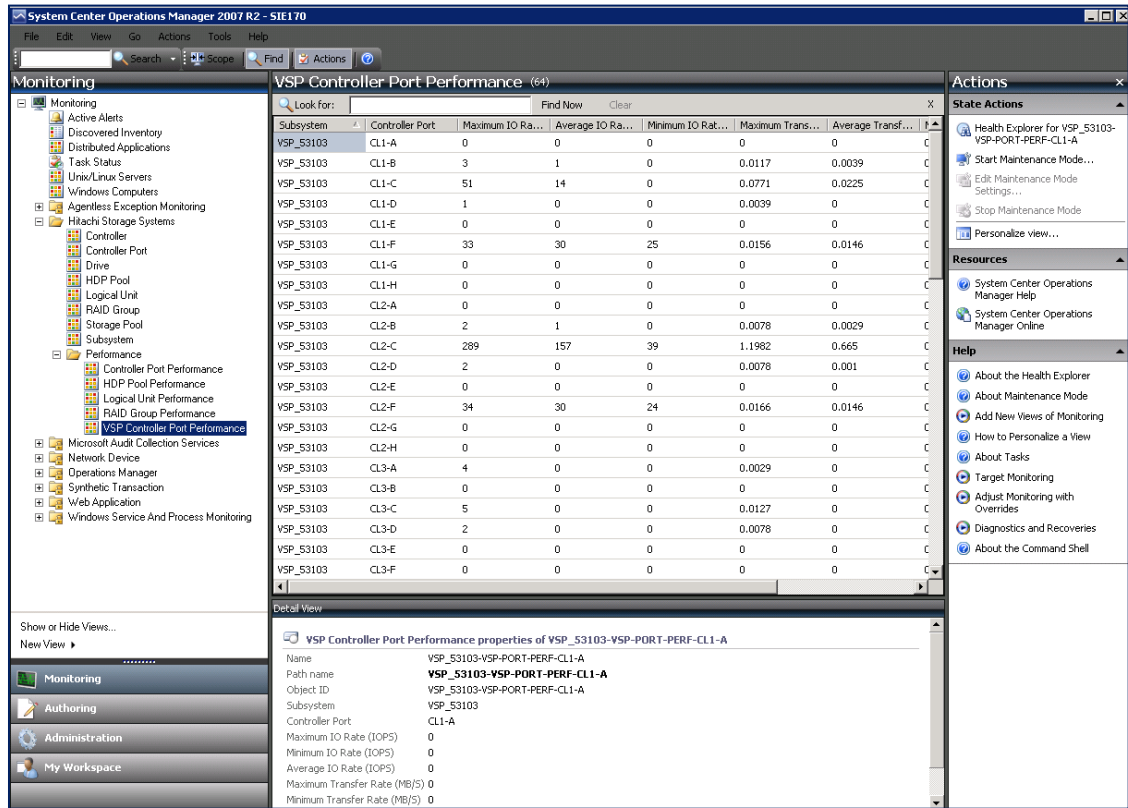 System Center Operations Manager 2007 R2 - SIE170
File Edit View Go Actions Tools Help
Search Scope Find Actions
Monitoring
Monitoring
Active Alerts
Discovered Inventory
Distributed Applications
Task Status
Unix/Linux Servers
Windows Computers
Agentless Exception Monitoring
Hitachi Storage Systems
Controller
Controller Port
Drive
HDP Pool
Logical Unit
RAID Group
Storage Pool
Subsystem
Performance
Controller Port Performance
HDP Pool Performance
Logical Unit Performance
RAID Group Performance
VSP Controller Port Performance
Microsoft Audit Collection Services
Network Device
Operations Manager
Synthetic Transaction
Web Application
Windows Service And Process Monitoring
Show or Hide Views...
New View
Monitoring
Authoring
Administration
My Workspace
VSP Controller Port Performance (64)
Look for: Find Now Clear X
Subsystem Controller Port Maximum IO Ra... Average IO Ra... Minimum IO Rat... Maximum Trans... Average Transf...
VSP_53103 CL1-A 0 0 0 0 0
VSP_53103 CL1-B 3 1 0 0.0117 0.0039
VSP_53103 CL1-C 51 14 0 0.0771 0.0225
VSP_53103 CL1-D 1 0 0 0.0039 0
VSP_53103 CL1-E 0 0 0 0 0
VSP_53103 CL1-F 33 30 25 0.0156 0.0146
VSP_53103 CL1-G 0 0 0 0 0
VSP_53103 CL1-H 0 0 0 0 0
VSP_53103 CL2-A 0 0 0 0 0
VSP_53103 CL2-B 2 1 0 0.0078 0.0029
VSP_53103 CL2-C 289 157 39 1.1982 0.665
VSP_53103 CL2-D 2 0 0 0.0078 0.001
VSP_53103 CL2-E 0 0 0 0 0
VSP_53103 CL2-F 34 30 24 0.0166 0.0146
VSP_53103 CL2-G 0 0 0 0 0
VSP_53103 CL2-H 0 0 0 0 0
VSP_53103 CL3-A 4 0 0 0.0029 0
VSP_53103 CL3-B 0 0 0 0 0
VSP_53103 CL3-C 5 0 0 0.0127 0
VSP_53103 CL3-D 2 0 0 0.0078 0
VSP_53103 CL3-E 0 0 0 0 0
VSP_53103 CL3-F 0 0 0 0 0
Detail View
VSP Controller Port Performance properties of VSP_53103-VSP-PORT-PERF-CL1-A
Name VSP_53103-VSP-PORT-PERF-CL1-A
Path name VSP_53103-VSP-PORT-PERF-CL1-A
Object ID VSP_53103-VSP-PORT-PERF-CL1-A
Subsystem VSP_53103
Controller Port CL1-A
Maximum IO Rate (IOPS) 0
Minimum IO Rate (IOPS) 0
Average IO Rate (IOPS) 0
Maximum Transfer Rate (MB/S) 0
Minimum Transfer Rate (MB/S) 0
Actions x
State Actions
Health Explorer for VSP_53103-
VSP-PORT-PERF-CL1-A
Start Maintenance Mode...
Edit Maintenance Mode
Settings...
Stop Maintenance Mode
Personalize view...
Resources
System Center Operations
Manager Help
System Center Operations
Manager Online
Help
About the Health Explorer
About Maintenance Mode
Add New Views of Monitoring
How to Personalize a View
About Tasks
Target Monitoring
Adjust Monitoring with
Overrides
Diagnostics and Recoveries
About the Command Shell